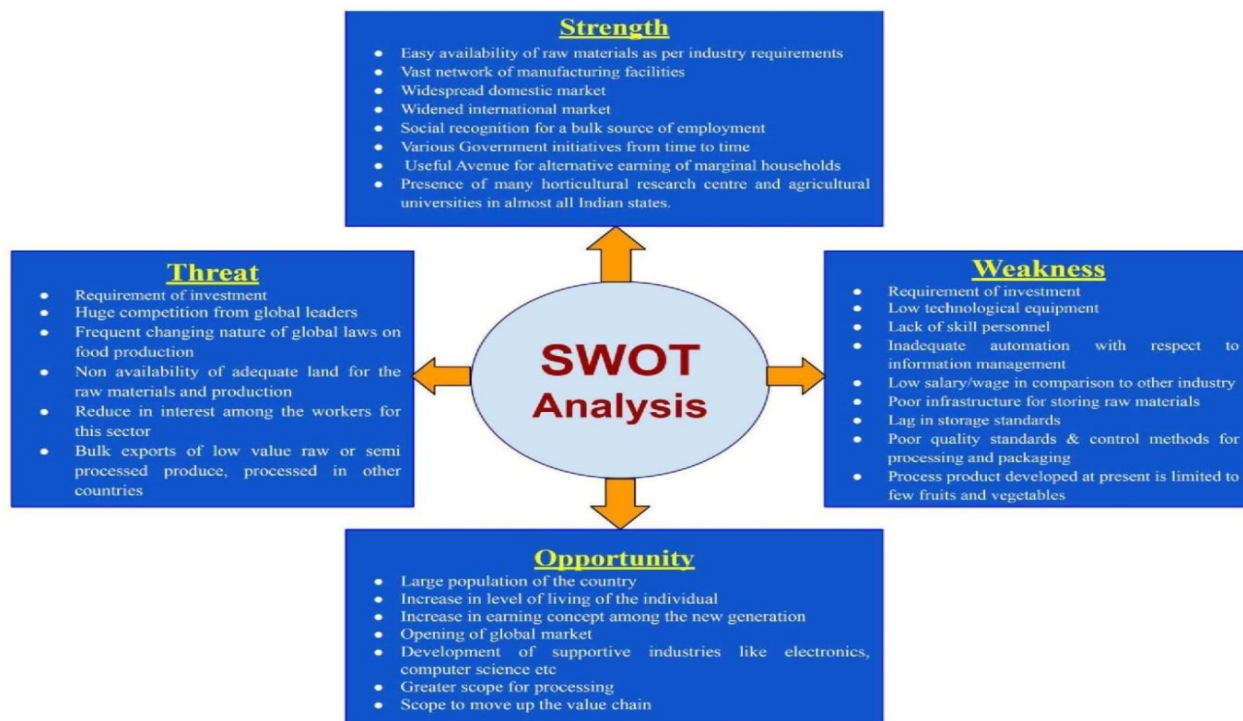 Strength
● Easy availability of raw materials as per industry requirements
● Vast network of manufacturing facilities
● Widespread domestic market
● Widened international market
● Social recognition for a bulk source of employment
● Various Government initiatives from time to time
● Useful Avenue for alternative earning of marginal households
● Presence of many horticultural research centre and agricultural
universities in almost all Indian states.
Threat
● Requirement of investment
● Huge competition from global leaders
● Frequent changing nature of global laws on
food production
● Non availability of adequate land for the
raw materials and production
● Reduce in interest among the workers for
this sector
● Bulk exports of low value raw or semi
processed produce, processed in other
countries
SWOT
Analysis
Weakness
● Requirement of investment
● Low technological equipment
● Lack of skill personnel
● Inadequate automation with respect to
information management
● Low salary/wage in comparison to other industry
● Poor infrastructure for storing raw materials
● Lag in storage standards
● Poor quality standards & control methods for
processing and packaging
● Process product developed at present is limited to
few fruits and vegetables
Opportunity
● Large population of the country
● Increase in level of living of the individual
● Increase in earning concept among the new generation
● Opening of global market
● Development of supportive industries like electronics,
computer science etc
● Greater scope for processing
● Scope to move up the value chain